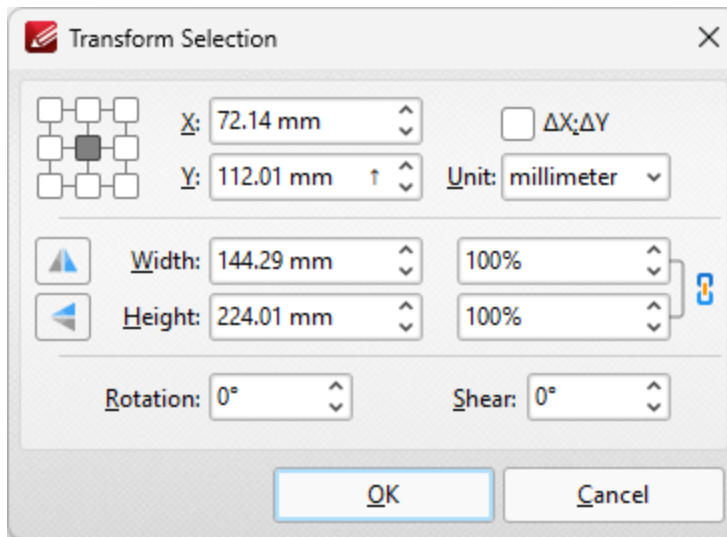 Transform Selection
X: 72.14 mm ΔX;ΔY
Y: 112.01 mm ↑ Unit: millimeter
Width: 144.29 mm 100%
Height: 224.01 mm 100%
Rotation: 0° Shear: 0°
OK Cancel